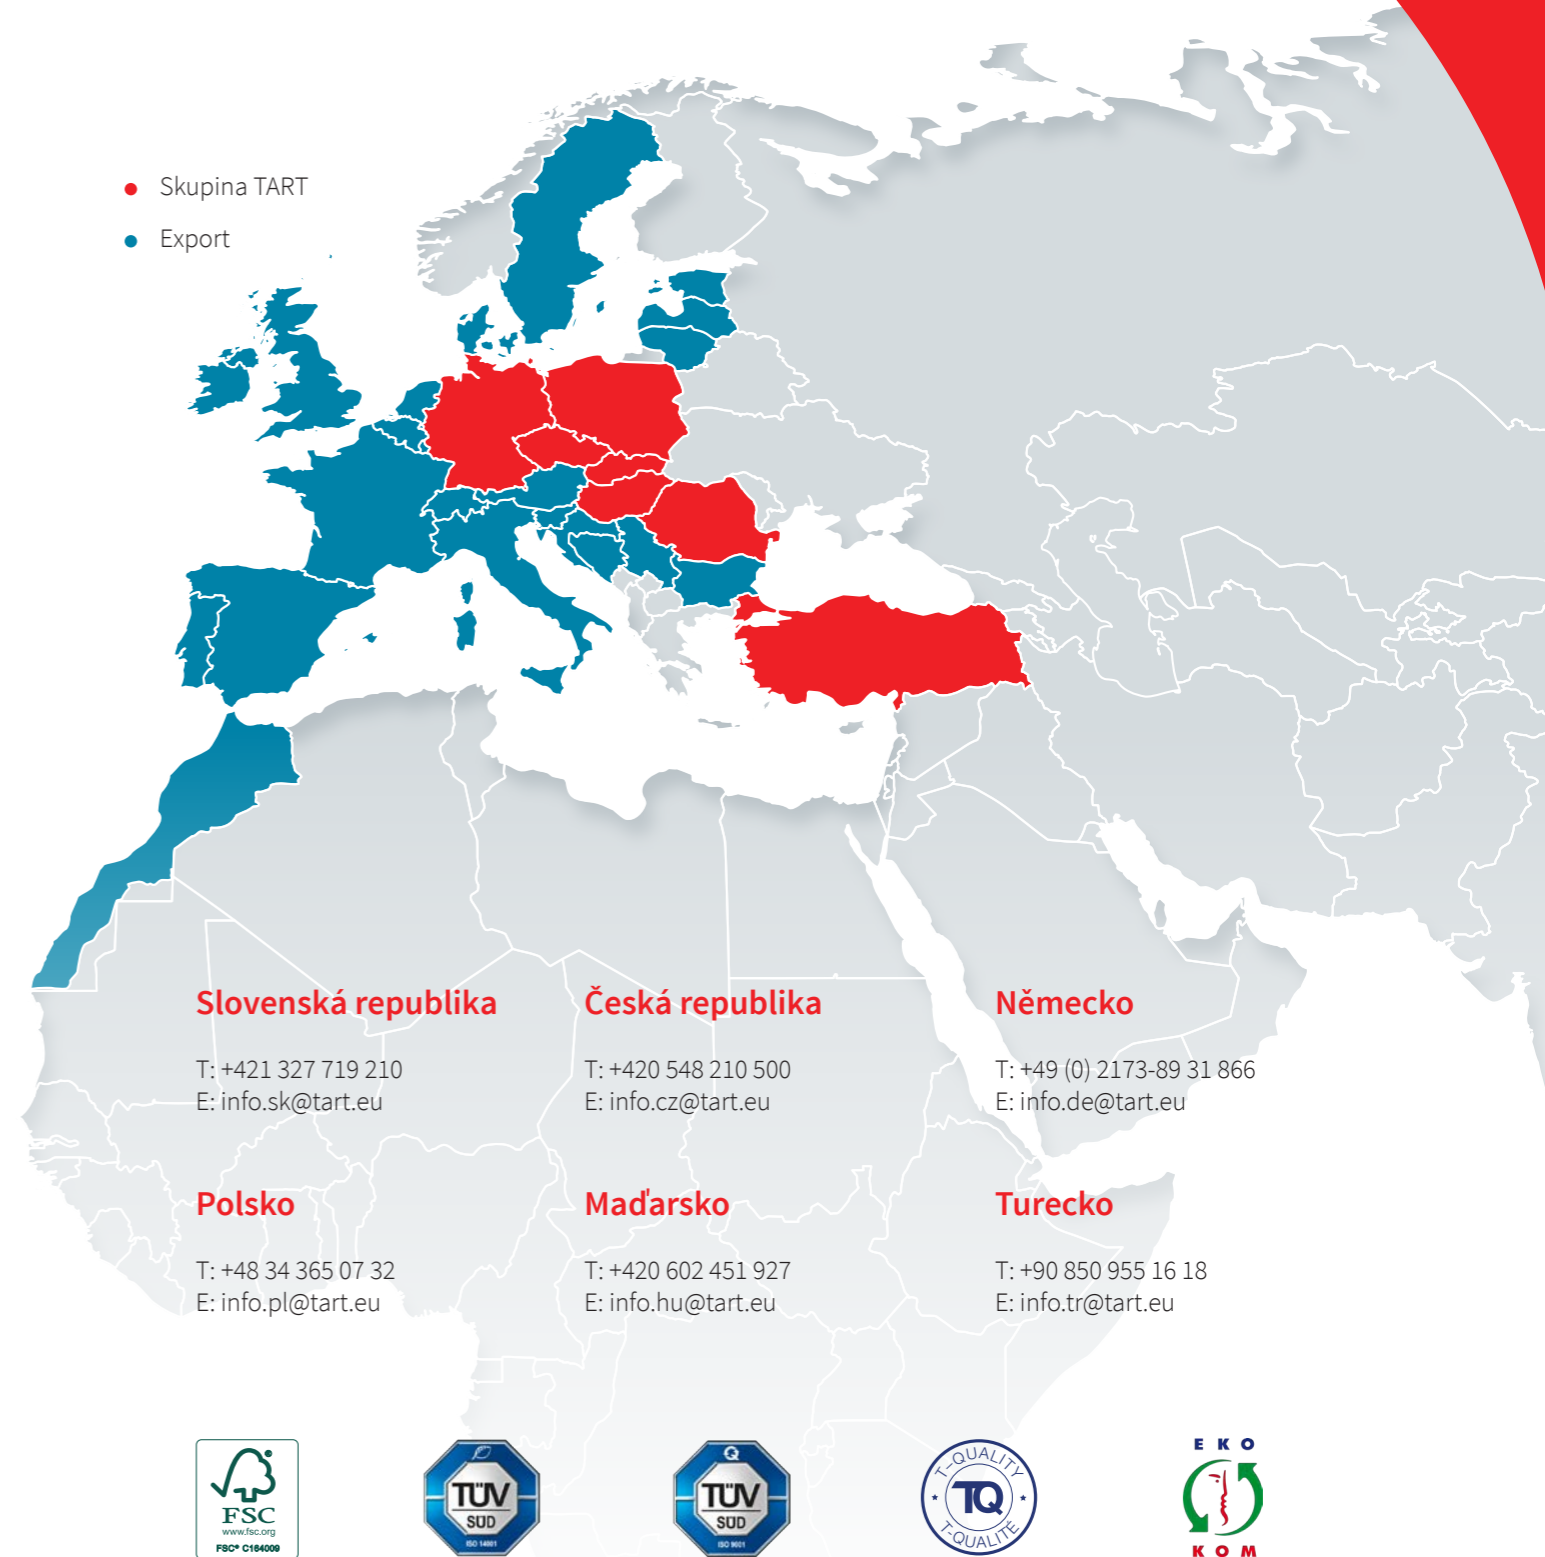 Skupina TART
Export
Slovenská republika
T: +421 327 719 210
E: info.sk@tart.eu
Česká republika
T: +420 548 210 500
E: info.cz@tart.eu
Německo
T: +49 (0) 2173-89 31 866
E: info.de@tart.eu
Polsko
T: +48 34 365 07 32
E: info.pl@tart.eu
Maďarsko
T: +420 602 451 927
E: info.hu@tart.eu
Turecko
T: +90 850 955 16 18
E: info.tr@tart.eu
FSC
www.fsc.org
FSC® C164009
TÜV
SÜD
ISO 14001
TÜV
SÜD
ISO 9001
T-QUALITY
TQ
T-QUALITÉ
EKO
KOM